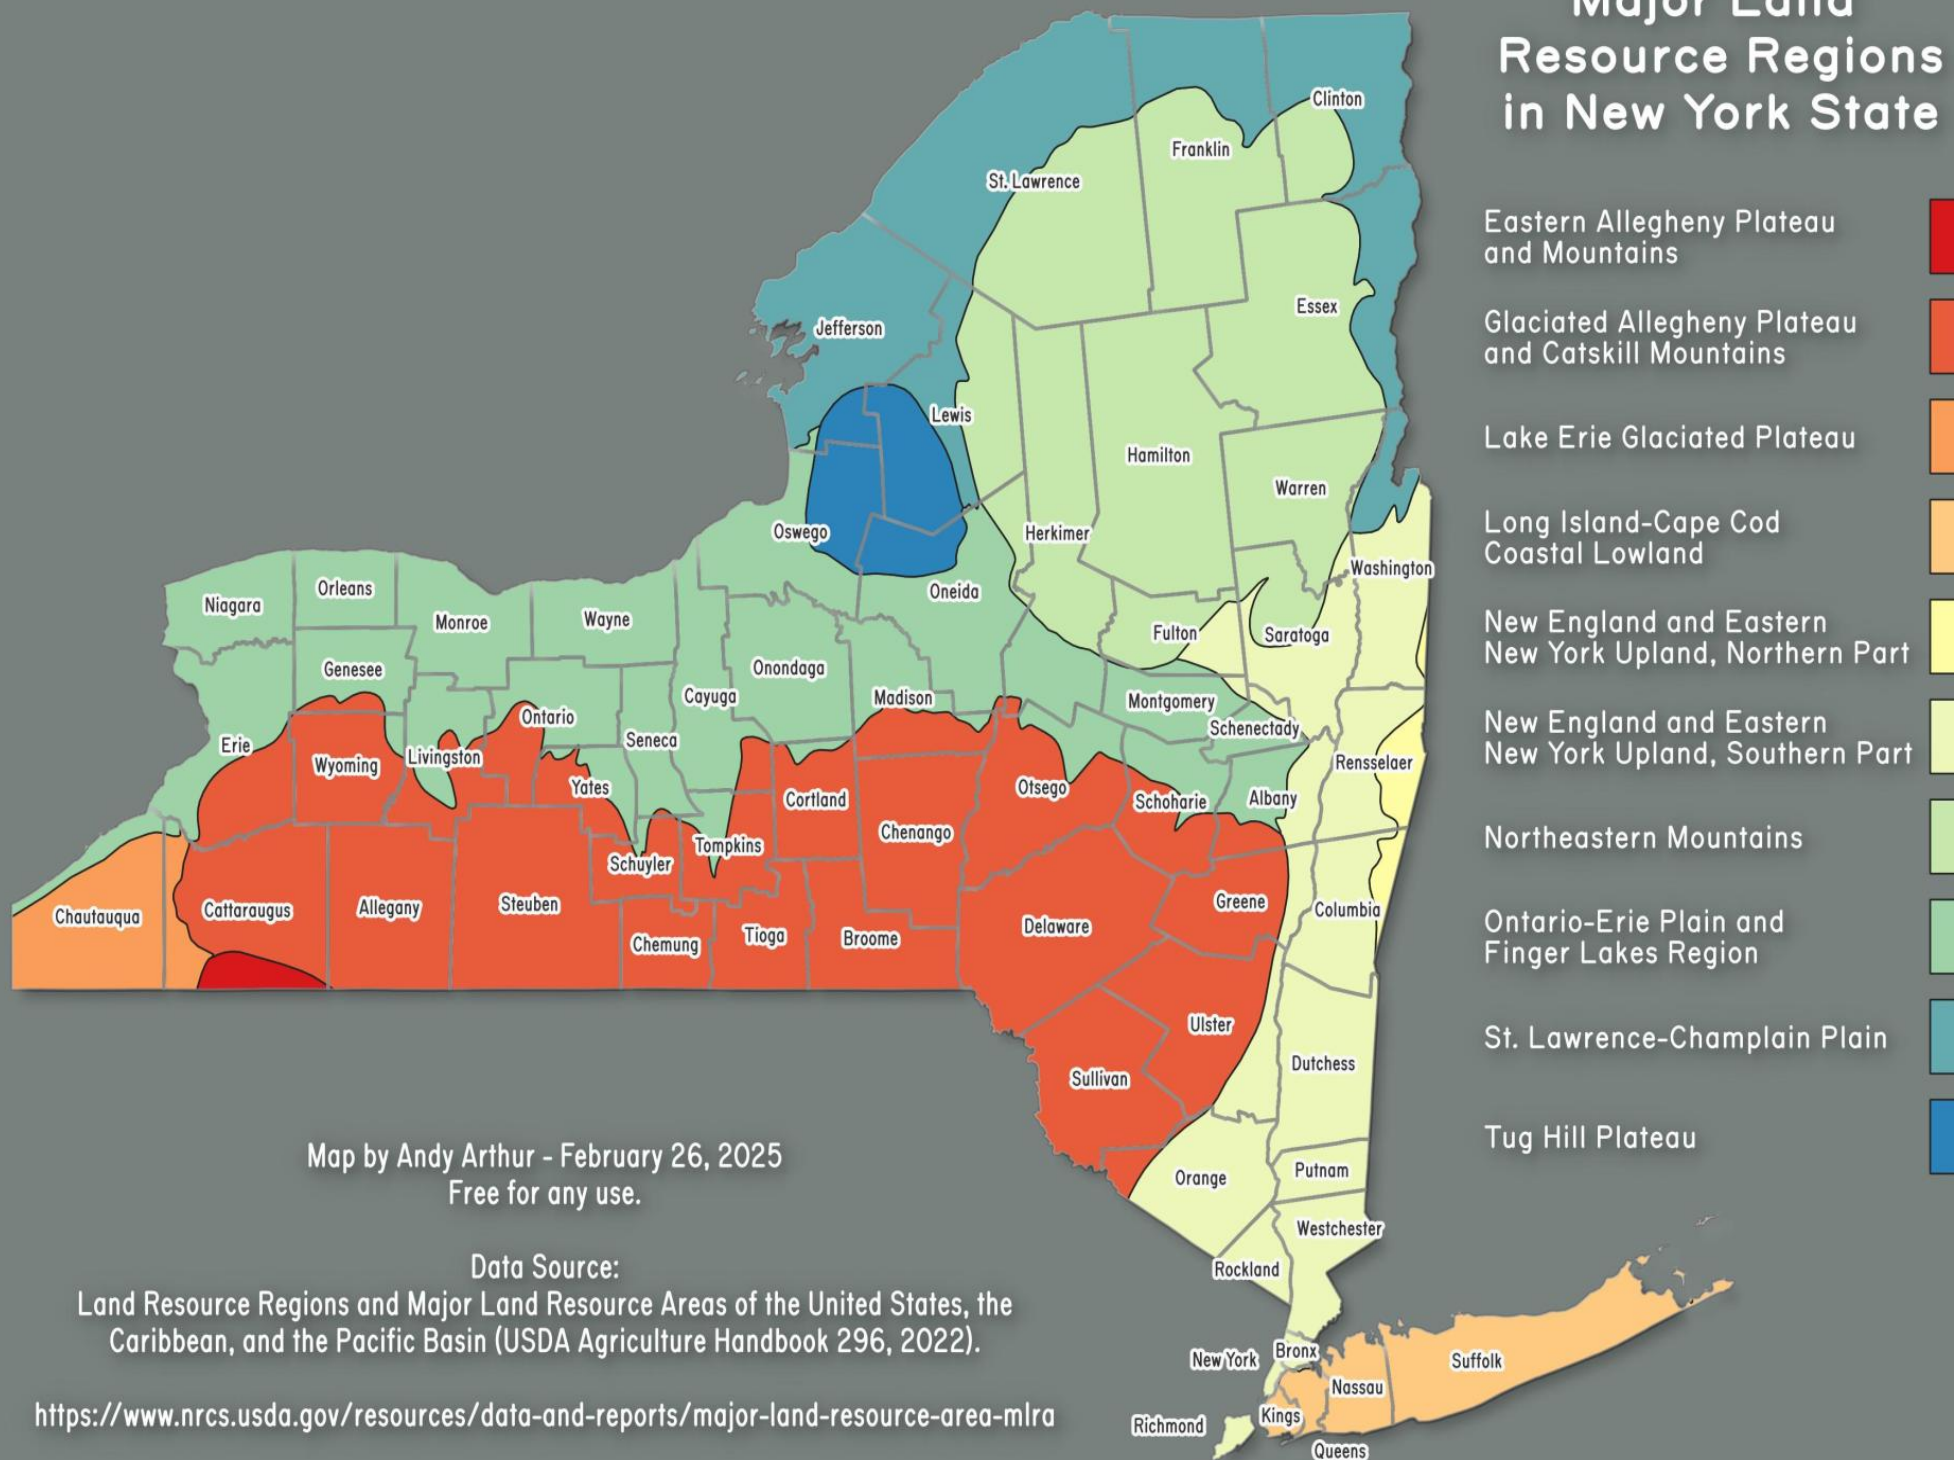 Major Land
Resource Regions
in New York State
Eastern Allegheny Plateau
and Mountains
Glaciated Allegheny Plateau
and Catskill Mountains
Lake Erie Glaciated Plateau
Long Island-Cape Cod
Coastal Lowland
New England and Eastern
New York Upland, Northern Part
New England and Eastern
New York Upland, Southern Part
Northeastern Mountains
Ontario-Erie Plain and
Finger Lakes Region
St. Lawrence-Champlain Plain
Tug Hill Plateau
Clinton
Franklin
St. Lawrence
Essex
Jefferson
Lewis
Hamilton
Warren
Herkimer
Oswego
Washington
Oneida
Niagara
Orleans
Monroe
Wayne
Fulton
Saratoga
Genesee
Onondaga
Cayuga
Madison
Montgomery
Ontario
Schenectady
Erie
Seneca
Livingston
Wyoming
Rensselaer
Yates
Otsego
Cortland
Schoharie
Albany
Chenango
Tompkins
Schuyler
Chautauqua
Cattaraugus
Allegany
Steuben
Greene
Columbia
Delaware
Chemung
Tioga
Broome
Ulster
Dutchess
Sullivan
Orange
Putnam
Westchester
Rockland
New York
Bronx
Nassau
Suffolk
Kings
Richmond
Queens
Map by Andy Arthur - February 26, 2025
Free for any use.
Data Source:
Land Resource Regions and Major Land Resource Areas of the United States, the
Caribbean, and the Pacific Basin (USDA Agriculture Handbook 296, 2022).
https://www.nrcs.usda.gov/resources/data-and-reports/major-land-resource-area-mlra